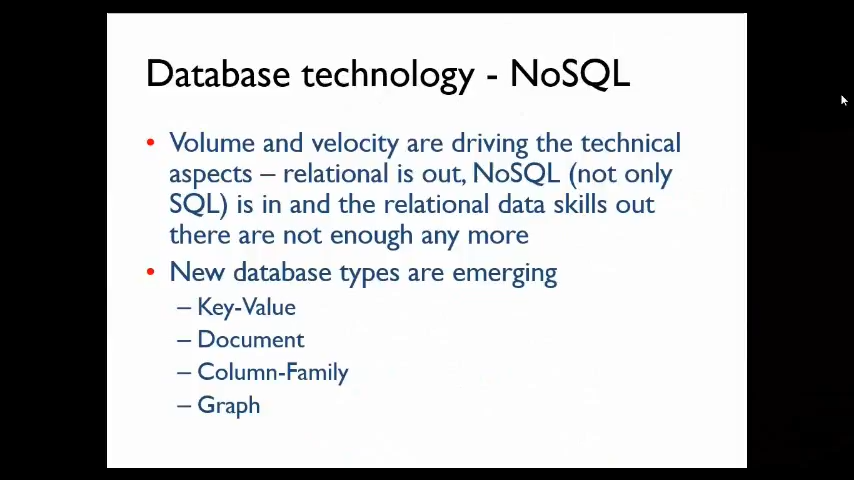 Database technology - NoSQL
• Volume and velocity are driving the technical
aspects – relational is out, NoSQL (not only
SQL) is in and the relational data skills out
there are not enough any more
• New database types are emerging
– Key-Value
– Document
– Column-Family
– Graph